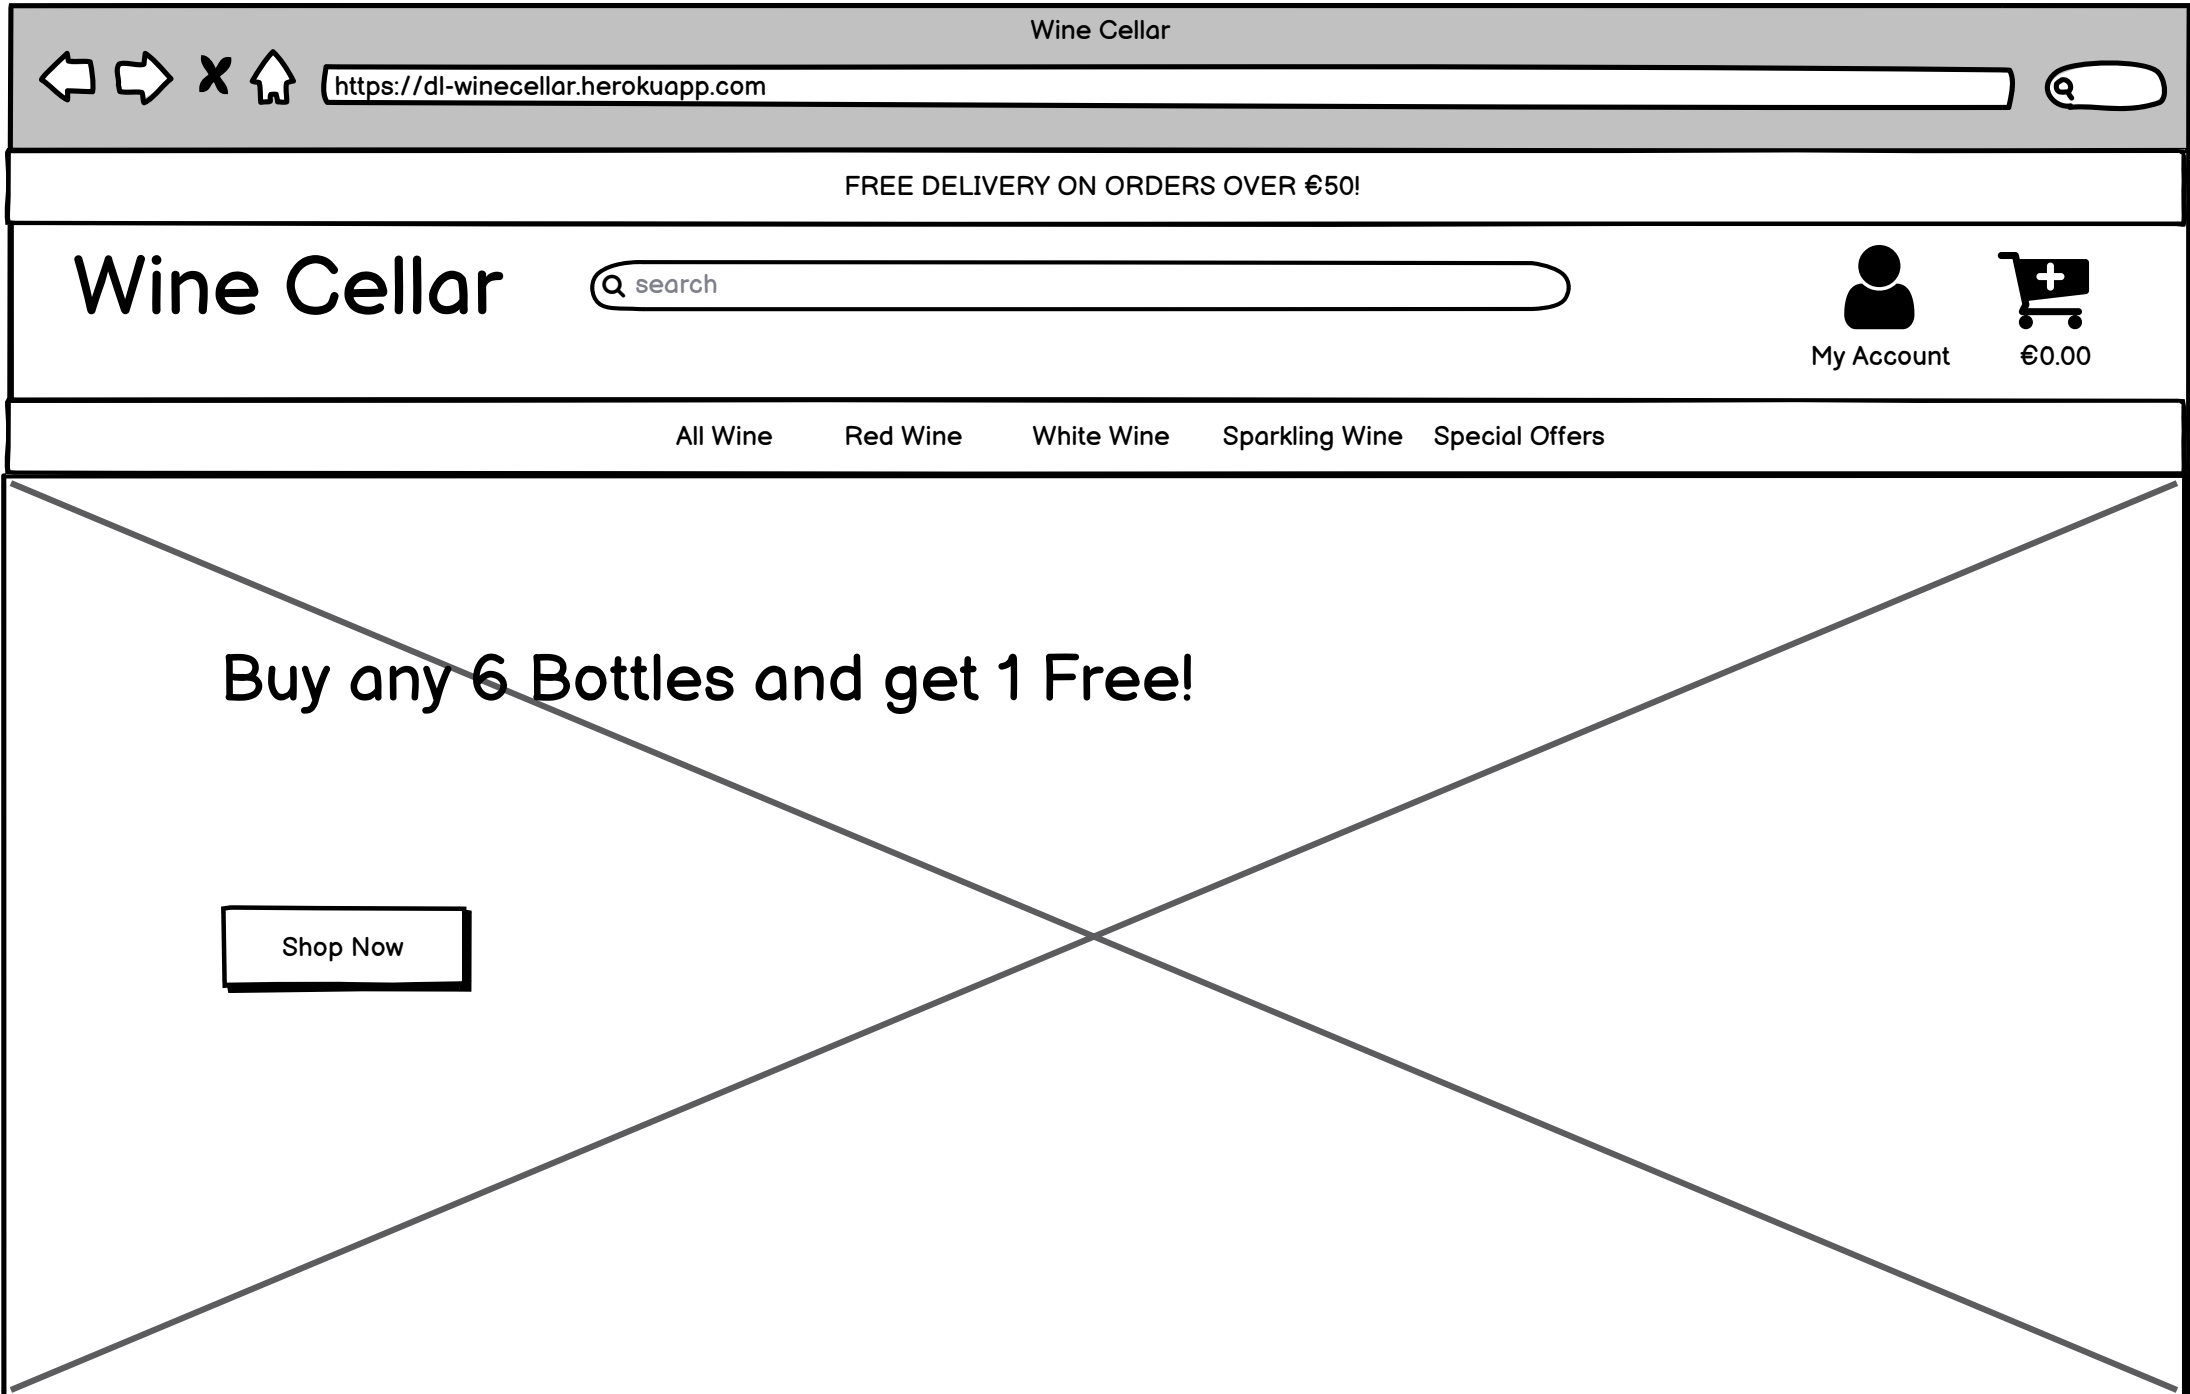 Wine Cellar
https://dl-winecellar.herokuapp.com
FREE DELIVERY ON ORDERS OVER €50!
Wine Cellar
search
My Account
€0.00
All Wine
Red Wine
White Wine
Sparkling Wine
Special Offers
Buy any 6 Bottles and get 1 Free!
Shop Now